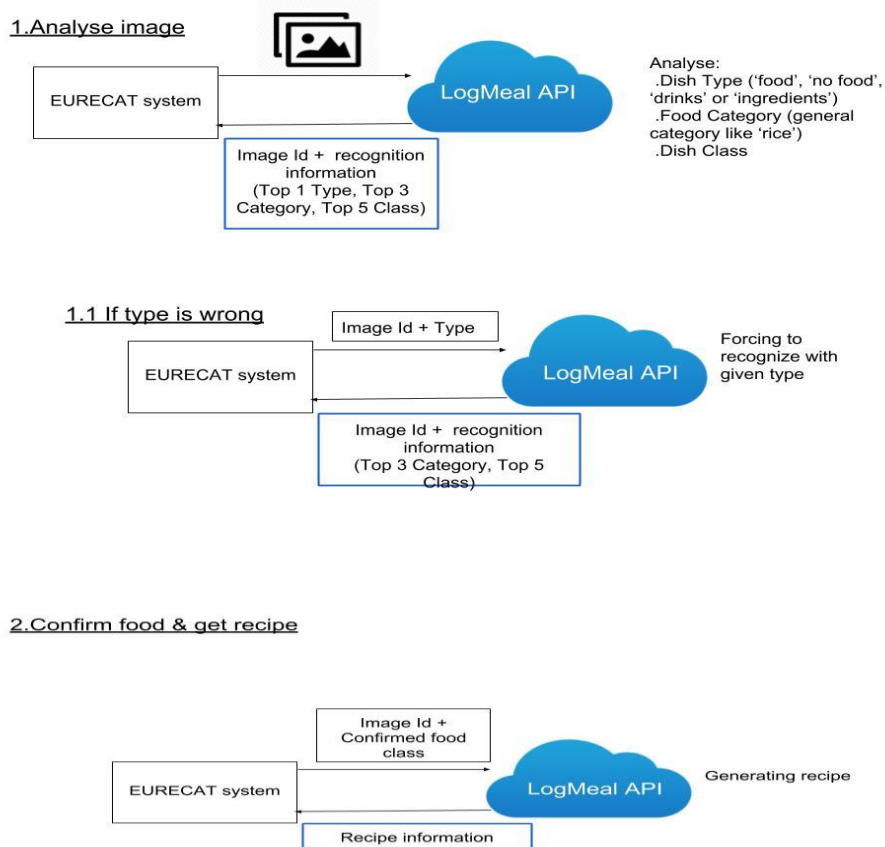 1.Analyse image
EURECAT system
LogMeal API
Analyse:
.Dish Type (‘food’, ‘no food’,
‘drinks’ or ‘ingredients’)
.Food Category (general
category like ‘rice’)
.Dish Class
Image Id + recognition
information
(Top 1 Type, Top 3
Category, Top 5 Class)
1.1 If type is wrong
Image Id + Type
EURECAT system
LogMeal API
Forcing to
recognize with
given type
Image Id + recognition
information
(Top 3 Category, Top 5
Class)
2.Confirm food & get recipe
Image Id +
Confirmed food
class
EURECAT system
LogMeal API
Generating recipe
Recipe information